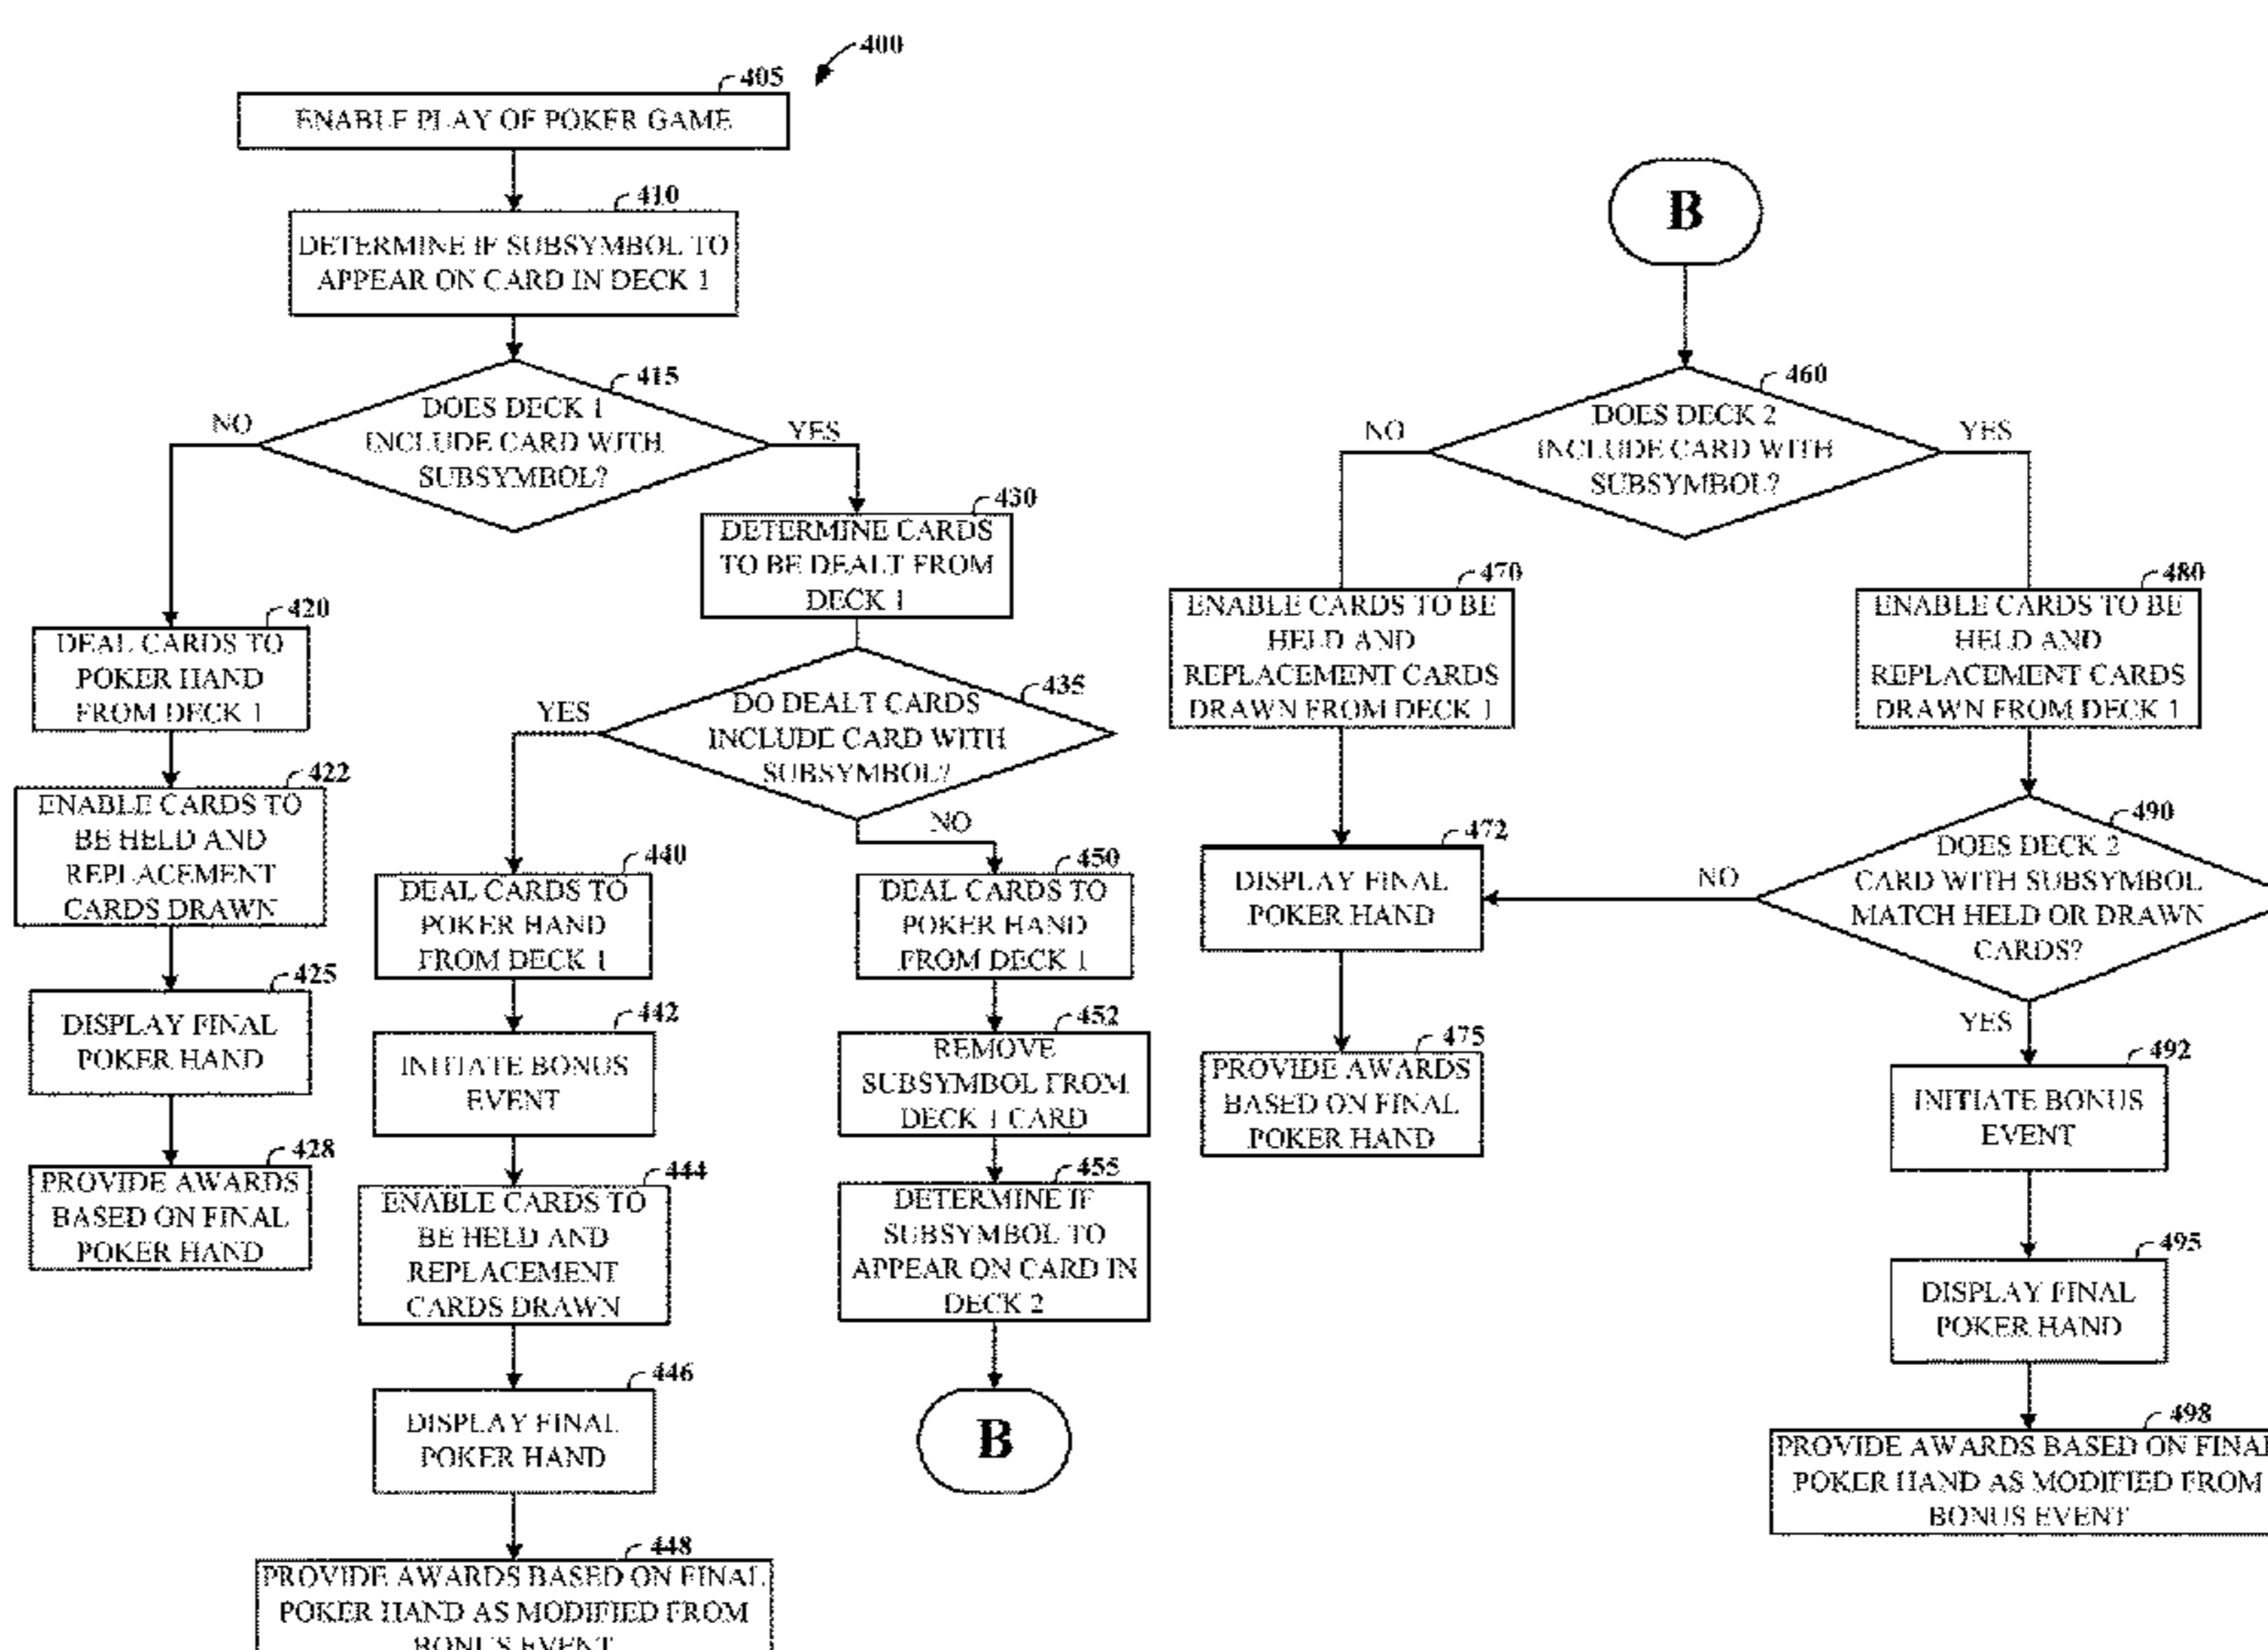 400
405
ENABLE PLAY OF POKER GAME
410
DETERMINE IF SUBSYMBOL TO
APPEAR ON CARD IN DECK 1
415
DOES DECK 1
INCLUDE CARD WITH
SUBSYMBOL?
NO
YES
420
DEAL CARDS TO
POKER HAND
FROM DECK 1
422
ENABLE CARDS TO
BE HELD AND
REPLACEMENT
CARDS DRAWN
425
DISPLAY FINAL
POKER HAND
428
PROVIDE AWARDS
BASED ON FINAL
POKER HAND
430
DETERMINE CARDS
TO BE DEALT FROM
DECK 1
435
DO DEALT CARDS
INCLUDE CARD WITH
SUBSYMBOL?
YES
NO
440
DEAL CARDS TO
POKER HAND
FROM DECK 1
442
INITIATE BONUS
EVENT
444
ENABLE CARDS TO
BE HELD AND
REPLACEMENT
CARDS DRAWN
446
DISPLAY FINAL
POKER HAND
448
PROVIDE AWARDS BASED ON FINAL
POKER HAND AS MODIFIED FROM
BONUS EVENT
450
DEAL CARDS TO
POKER HAND
FROM DECK 1
452
REMOVE
SUBSYMBOL FROM
DECK 1 CARD
455
DETERMINE IF
SUBSYMBOL TO
APPEAR ON CARD IN
DECK 2
B
B
460
DOES DECK 2
INCLUDE CARD WITH
SUBSYMBOL?
NO
YES
470
ENABLE CARDS TO BE
HELD AND
REPLACEMENT CARDS
DRAWN FROM DECK 1
472
DISPLAY FINAL
POKER HAND
475
PROVIDE AWARDS
BASED ON FINAL
POKER HAND
480
ENABLE CARDS TO BE
HELD AND
REPLACEMENT CARDS
DRAWN FROM DECK 1
490
DOES DECK 2
CARD WITH SUBSYMBOL
MATCH HELD OR DRAWN
CARDS?
NO
YES
492
INITIATE BONUS
EVENT
495
DISPLAY FINAL
POKER HAND
498
PROVIDE AWARDS BASED ON FINAL
POKER HAND AS MODIFIED FROM
BONUS EVENT